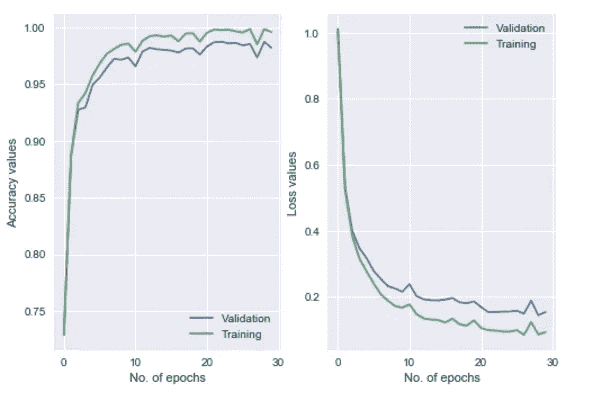 Accuracy values
1.00
0.95
0.90
0.85
0.80
0.75
0
10
20
30
No. of epochs
Validation
Training
Loss values
1.0
0.8
0.6
0.4
0.2
0
10
20
30
No. of epochs
Validation
Training